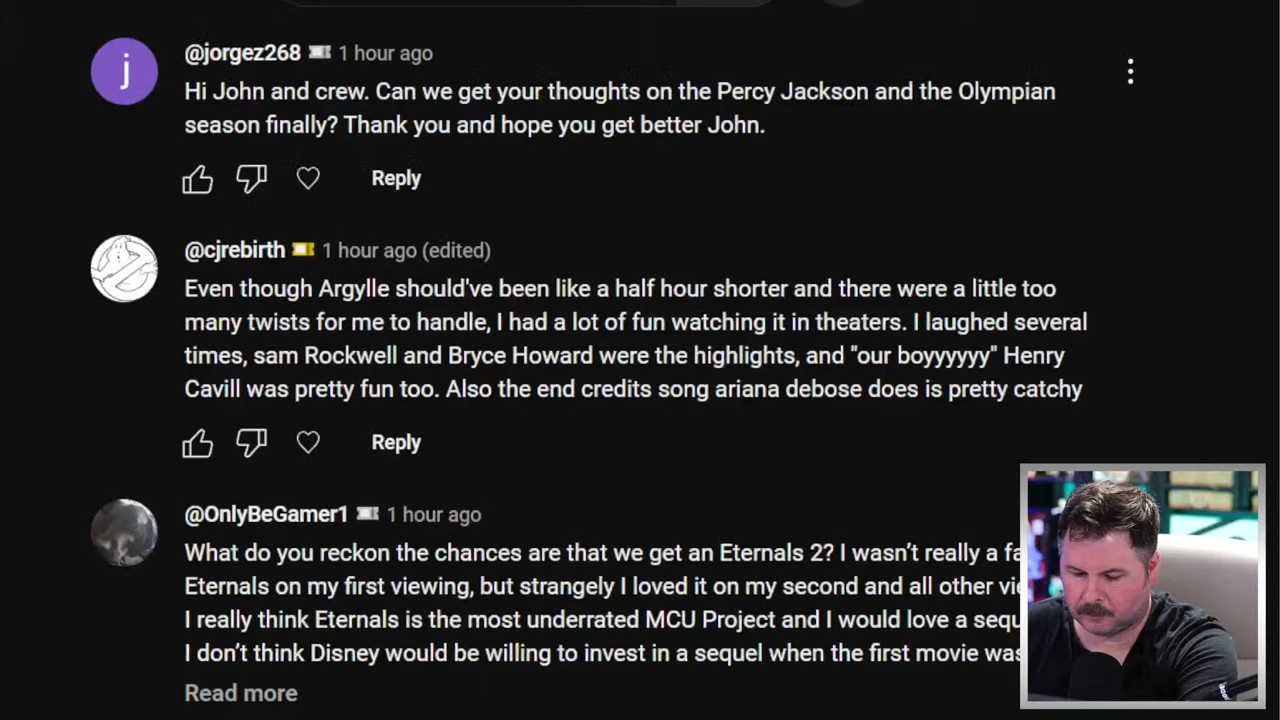 j
@jorgez268 1 hour ago
Hi John and crew. Can we get your thoughts on the Percy Jackson and the Olympian
season finally? Thank you and hope you get better John.
Reply
@cjrebirth 1 hour ago (edited)
Even though Argylle should've been like a half hour shorter and there were a little too
many twists for me to handle, I had a lot of fun watching it in theaters. I laughed several
times, sam Rockwell and Bryce Howard were the highlights, and "our boyyyyyy" Henry
Cavill was pretty fun too. Also the end credits song ariana debose does is pretty catchy
Reply
@OnlyBeGamer1 1 hour ago
What do you reckon the chances are that we get an Eternals 2? I wasn’t really a
Eternals on my first viewing, but strangely I loved it on my second and all other
I really think Eternals is the most underrated MCU Project and I would love a
I don’t think Disney would be willing to invest in a sequel when the first movie
Read more